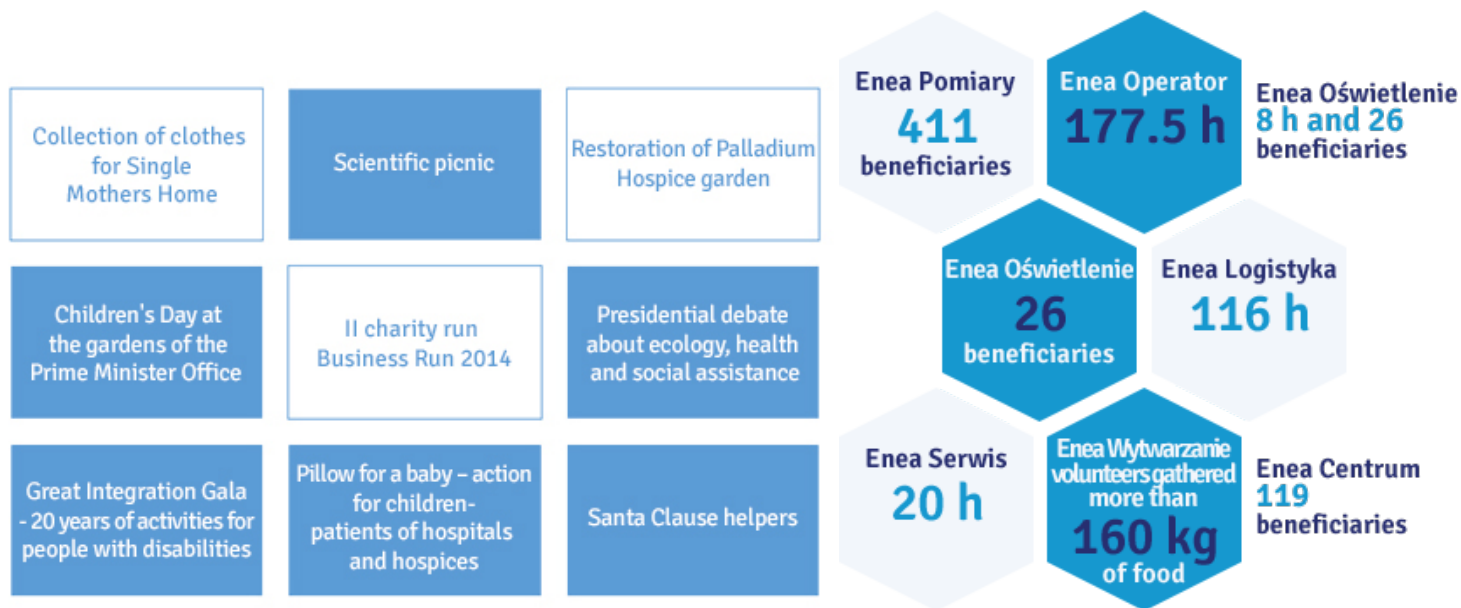 Collection of clothes
for Single
Mothers Home
Scientific picnic
Restoration of Palladium
Hospice garden
Children's Day at
the gardens of the
Prime Minister Office
II charity run
Business Run 2014
Presidential debate
about ecology, health
and social assistance
Great Integration Gala
- 20 years of activities for
people with disabilities
Pillow for a baby – action
for children-
patients of hospitals
and hospices
Santa Clause helpers
Enea Pomiary
411
beneficiaries
Enea Operator
177.5 h
Enea Oświetlenie
8 h and 26
beneficiaries
Enea Oświetlenie
26
beneficiaries
Enea Logistyka
116 h
Enea Serwis
20 h
Enea Wytwarzanie
volunteers gathered
more than
160 kg
of food
Enea Centrum
119
beneficiaries